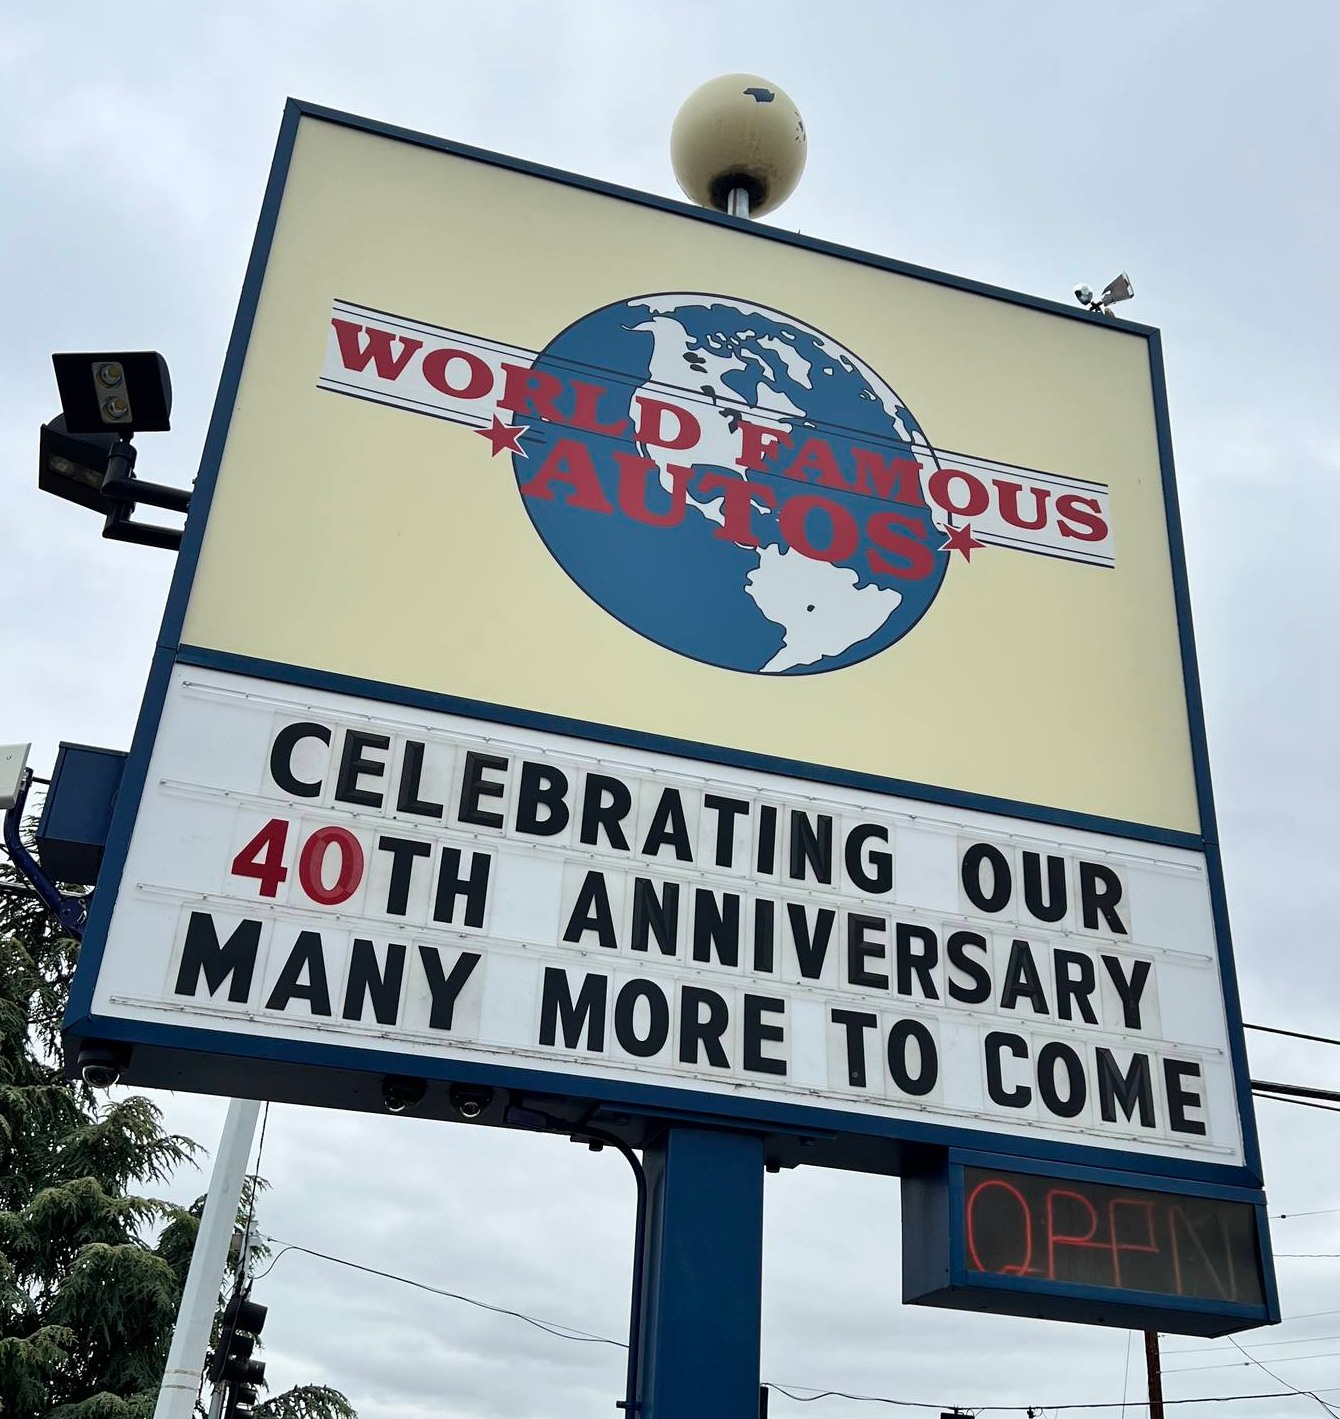 WORLD FAMOUS
AUTOS
CELEBRATING OUR
40TH ANNIVERSARY
MANY MORE TO COME
OPEN